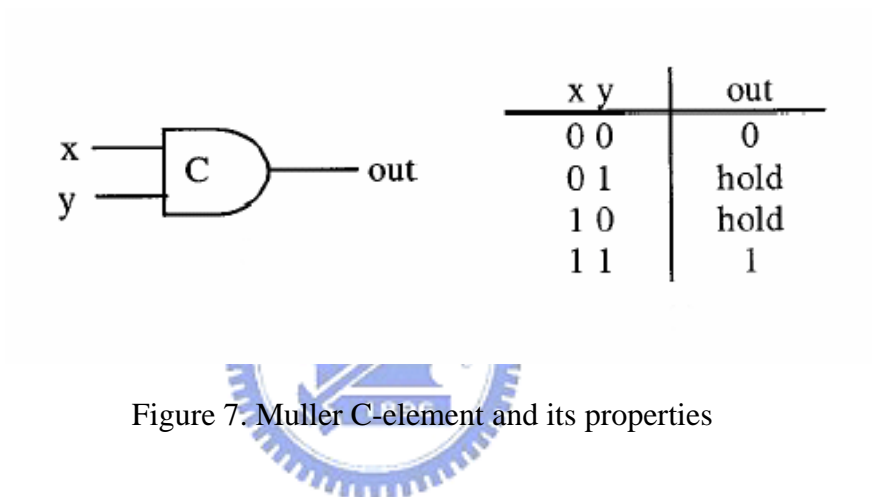 x y out
x
y
C
out
0 0 0
0 1 hold
1 0 hold
1 1 1
Figure 7. Muller C-element and its properties